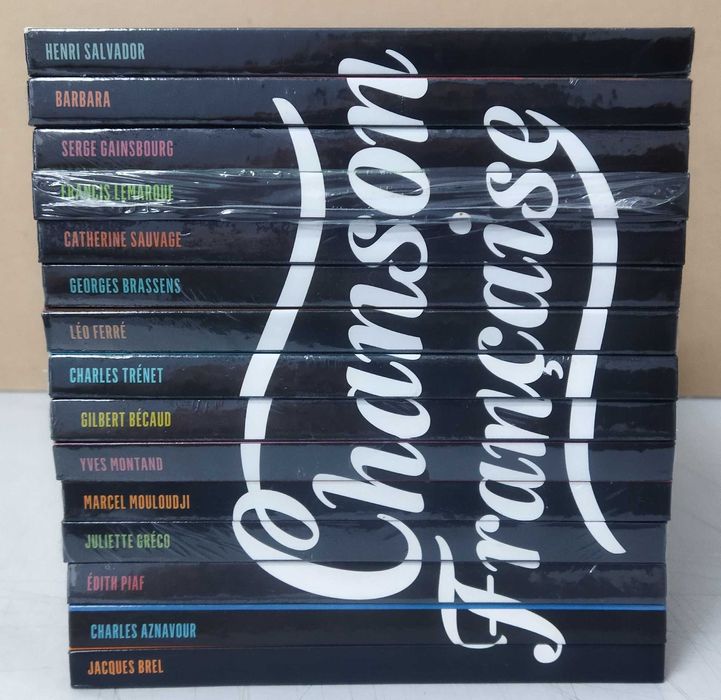 HENRI SALVADOR
BARBARA
SERGE GAINSBOURG
FRANCIS LEMARQUE
CATHERINE SAUVAGE
GEORGES BRASSENS
LÉO FERRÉ
CHARLES TRÉNET
GILBERT BÉCAUD
YVES MONTAND
MARCEL MOULOUDJI
JULIETTE GRÉCO
ÉDITH PIAF
CHARLES AZNAVOUR
JACQUES BREL
Chanson
Française